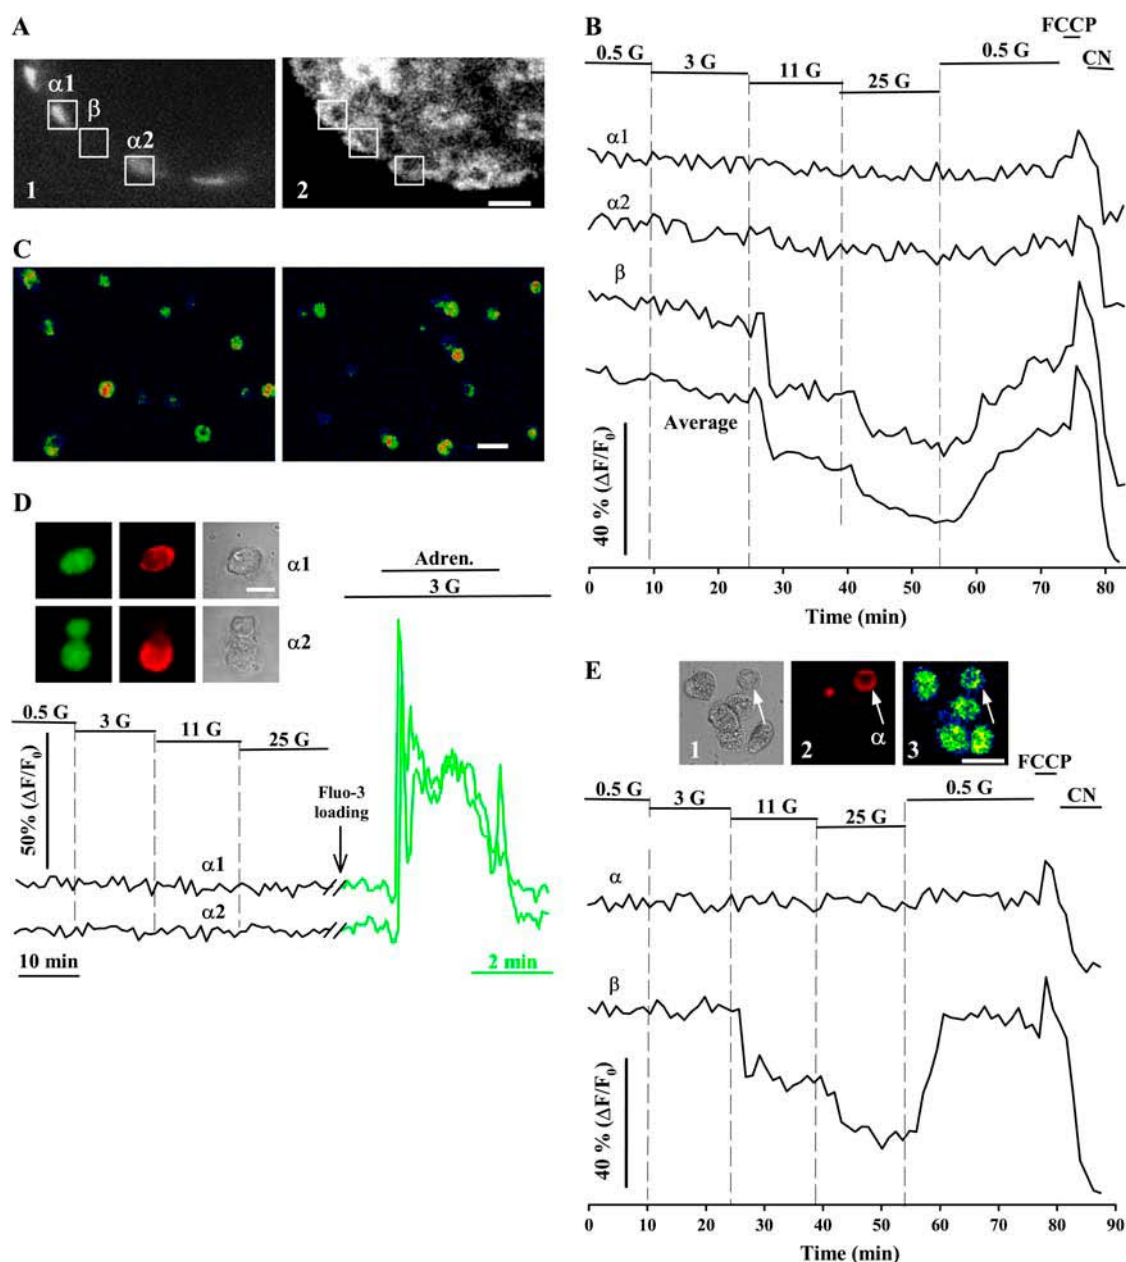 A
α1
β
α2
1
2
B
FCCP
0.5 G
0.5 G
CN
3 G
11 G
25 G
α1
α2
β
Average
40 % (ΔF/F₀)
0 10 20 30 40 50 60 70 80
Time (min)
C
D
α1
α2
Adren.
3 G
0.5 G
3 G
11 G
25 G
50% (ΔF/F₀)
Fluo-3
loading
α1
α2
10 min
2 min
E
1
2
α
3
FCCP
0.5 G
0.5 G
CN
3 G
11 G
25 G
α
β
40 % (ΔF/F₀)
0 10 20 30 40 50 60 70 80 90
Time (min)